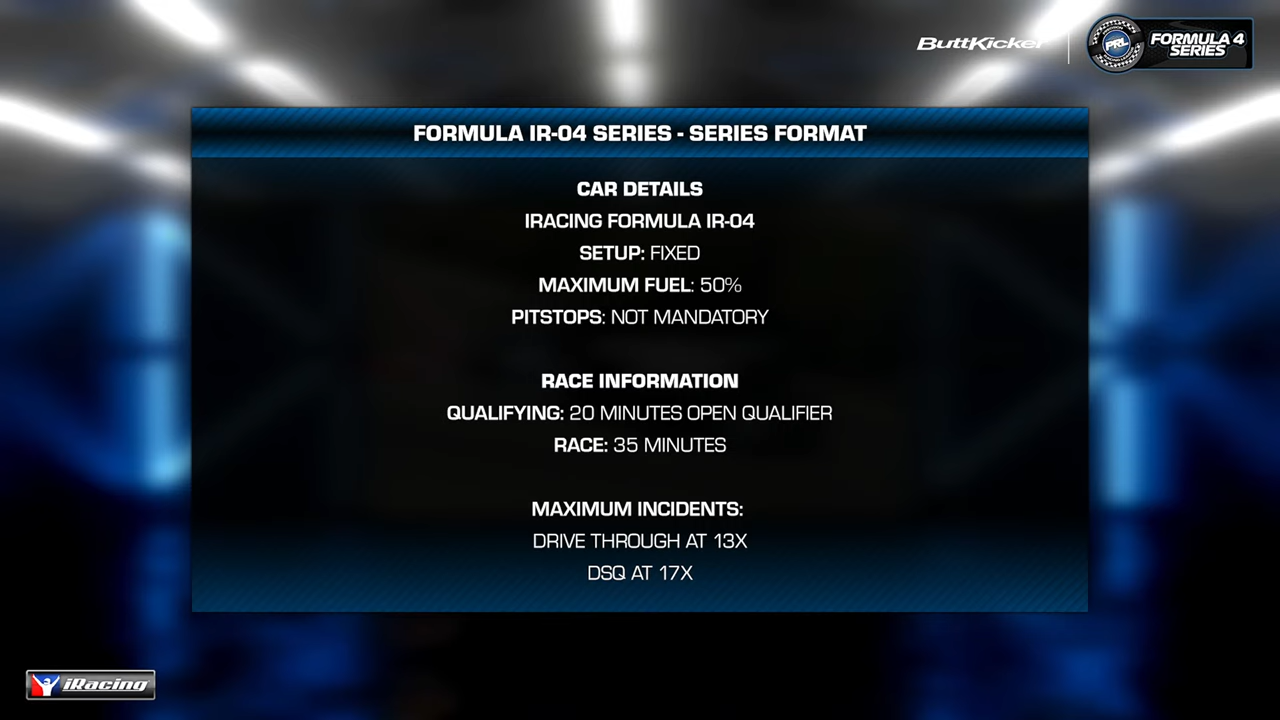 ButtKicker
PRL
FORMULA 4
SERIES
FORMULA IR-04 SERIES - SERIES FORMAT
CAR DETAILS
IRACING FORMULA IR-04
SETUP: FIXED
MAXIMUM FUEL: 50%
PITSTOPS: NOT MANDATORY
RACE INFORMATION
QUALIFYING: 20 MINUTES OPEN QUALIFIER
RACE: 35 MINUTES
MAXIMUM INCIDENTS:
DRIVE THROUGH AT 13X
DSQ AT 17X
iRacing